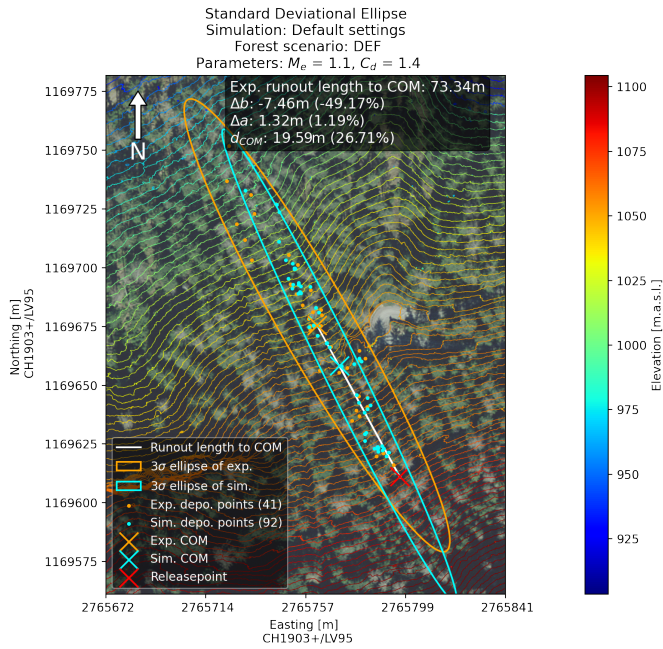 Standard Deviational Ellipse
Simulation: Default settings
Forest scenario: DEF
Parameters: Mₑ = 1.1, C_d = 1.4
Exp. runout length to COM: 73.34m
Δb: -7.46m (-49.17%)
Δa: 1.32m (1.19%)
d_COM: 19.59m (26.71%)
N
1169775
1169750
1169725
1169700
1169675
1169650
1169625
1169600
1169575
Northing [m]
CH1903+/LV95
Runout length to COM
3σ ellipse of exp.
3σ ellipse of sim.
Exp. depo. points (41)
Sim. depo. points (92)
Exp. COM
Sim. COM
Releasepoint
2765672 2765714 2765757 2765799 2765841
Easting [m]
CH1903+/LV95
1100
1075
1050
1025
1000
975
950
925
Elevation [m.a.s.l.]